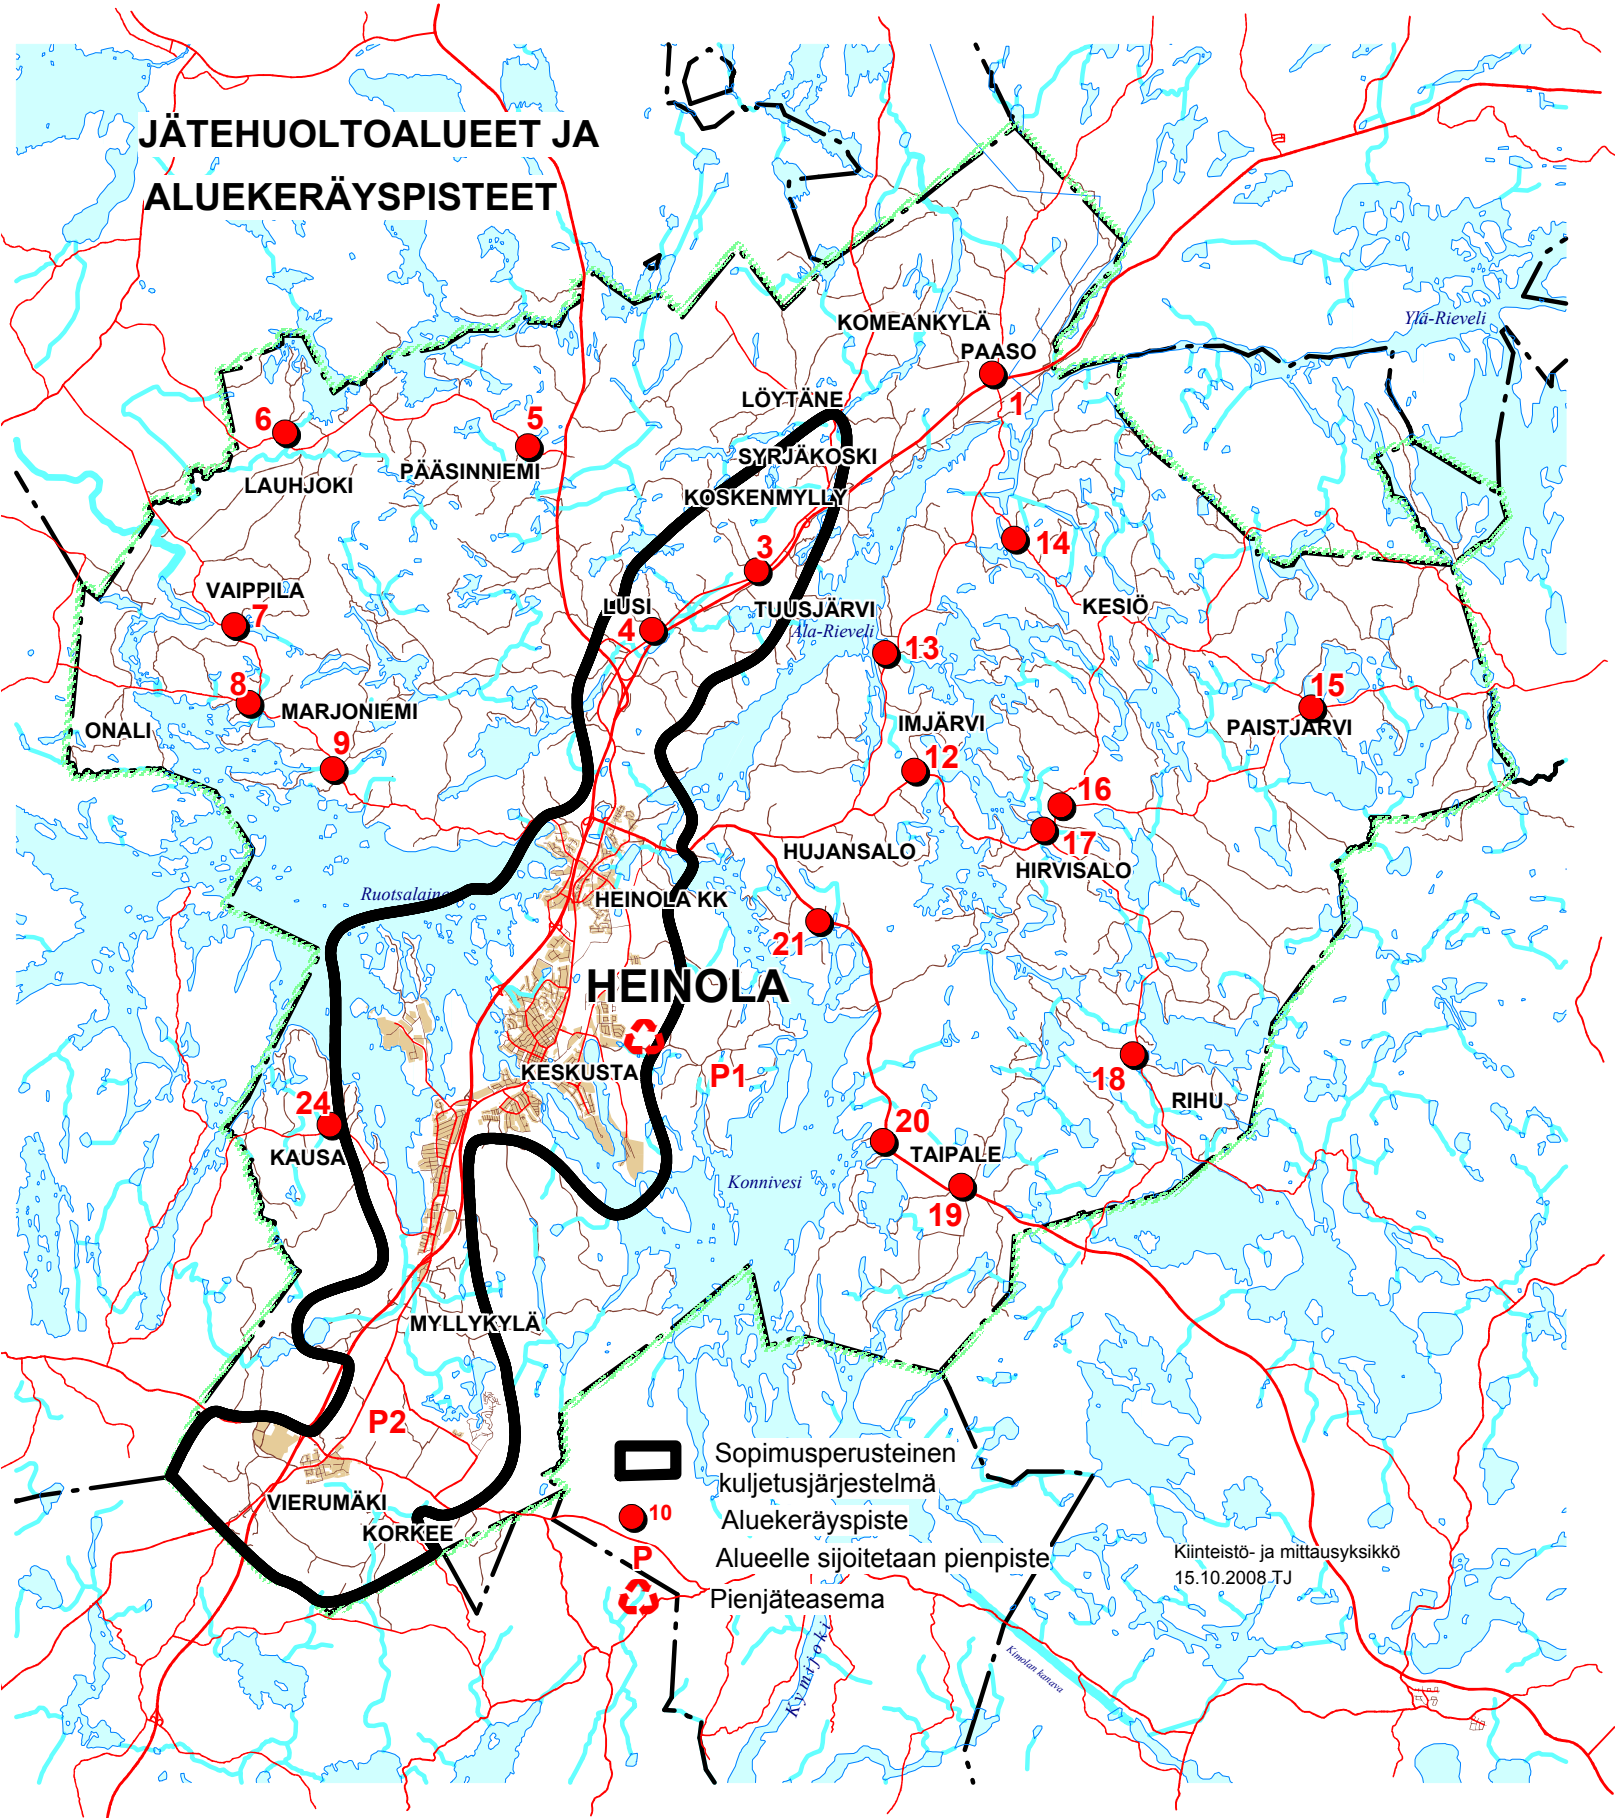 JÄTEHUOLTOALUEET JA
ALUEKERÄYSPISTEET
Ylä-Rieveli
KOMEANKYLÄ
PAASO
1
LÖYTÄNE
6
5
SYRJÄKOSKI
PÄÄSINNIEMI
LAUHJOKI
KOSKENMYLLY
14
3
VAIPPILA
7
LUSI
4
TUUSJÄRVI
Ala-Rieveli
KESIÖ
13
8
15
MARJONIEMI
ONALI
IMJÄRVI
PAISTJÄRVI
9
12
16
17
HUJANSALO
HIRVISALO
Ruotsalaine
HEINOLA KK
21
HEINOLA
KESKUSTA
P1
18
24
RIHU
20
KAUSA
TAIPALE
Konnivesi
19
MYLLYKYLÄ
P2
VIERUMÄKI
KORKEE
Sopimusperusteinen
kuljetusjärjestelmä
10
Aluekeräyspiste
P
Alueelle sijoitetaan pienpiste
Pienjäteasema
Kiinteistö- ja mittausyksikkö
15.10.2008 TJ
Kymijoki
Kimolan kanava